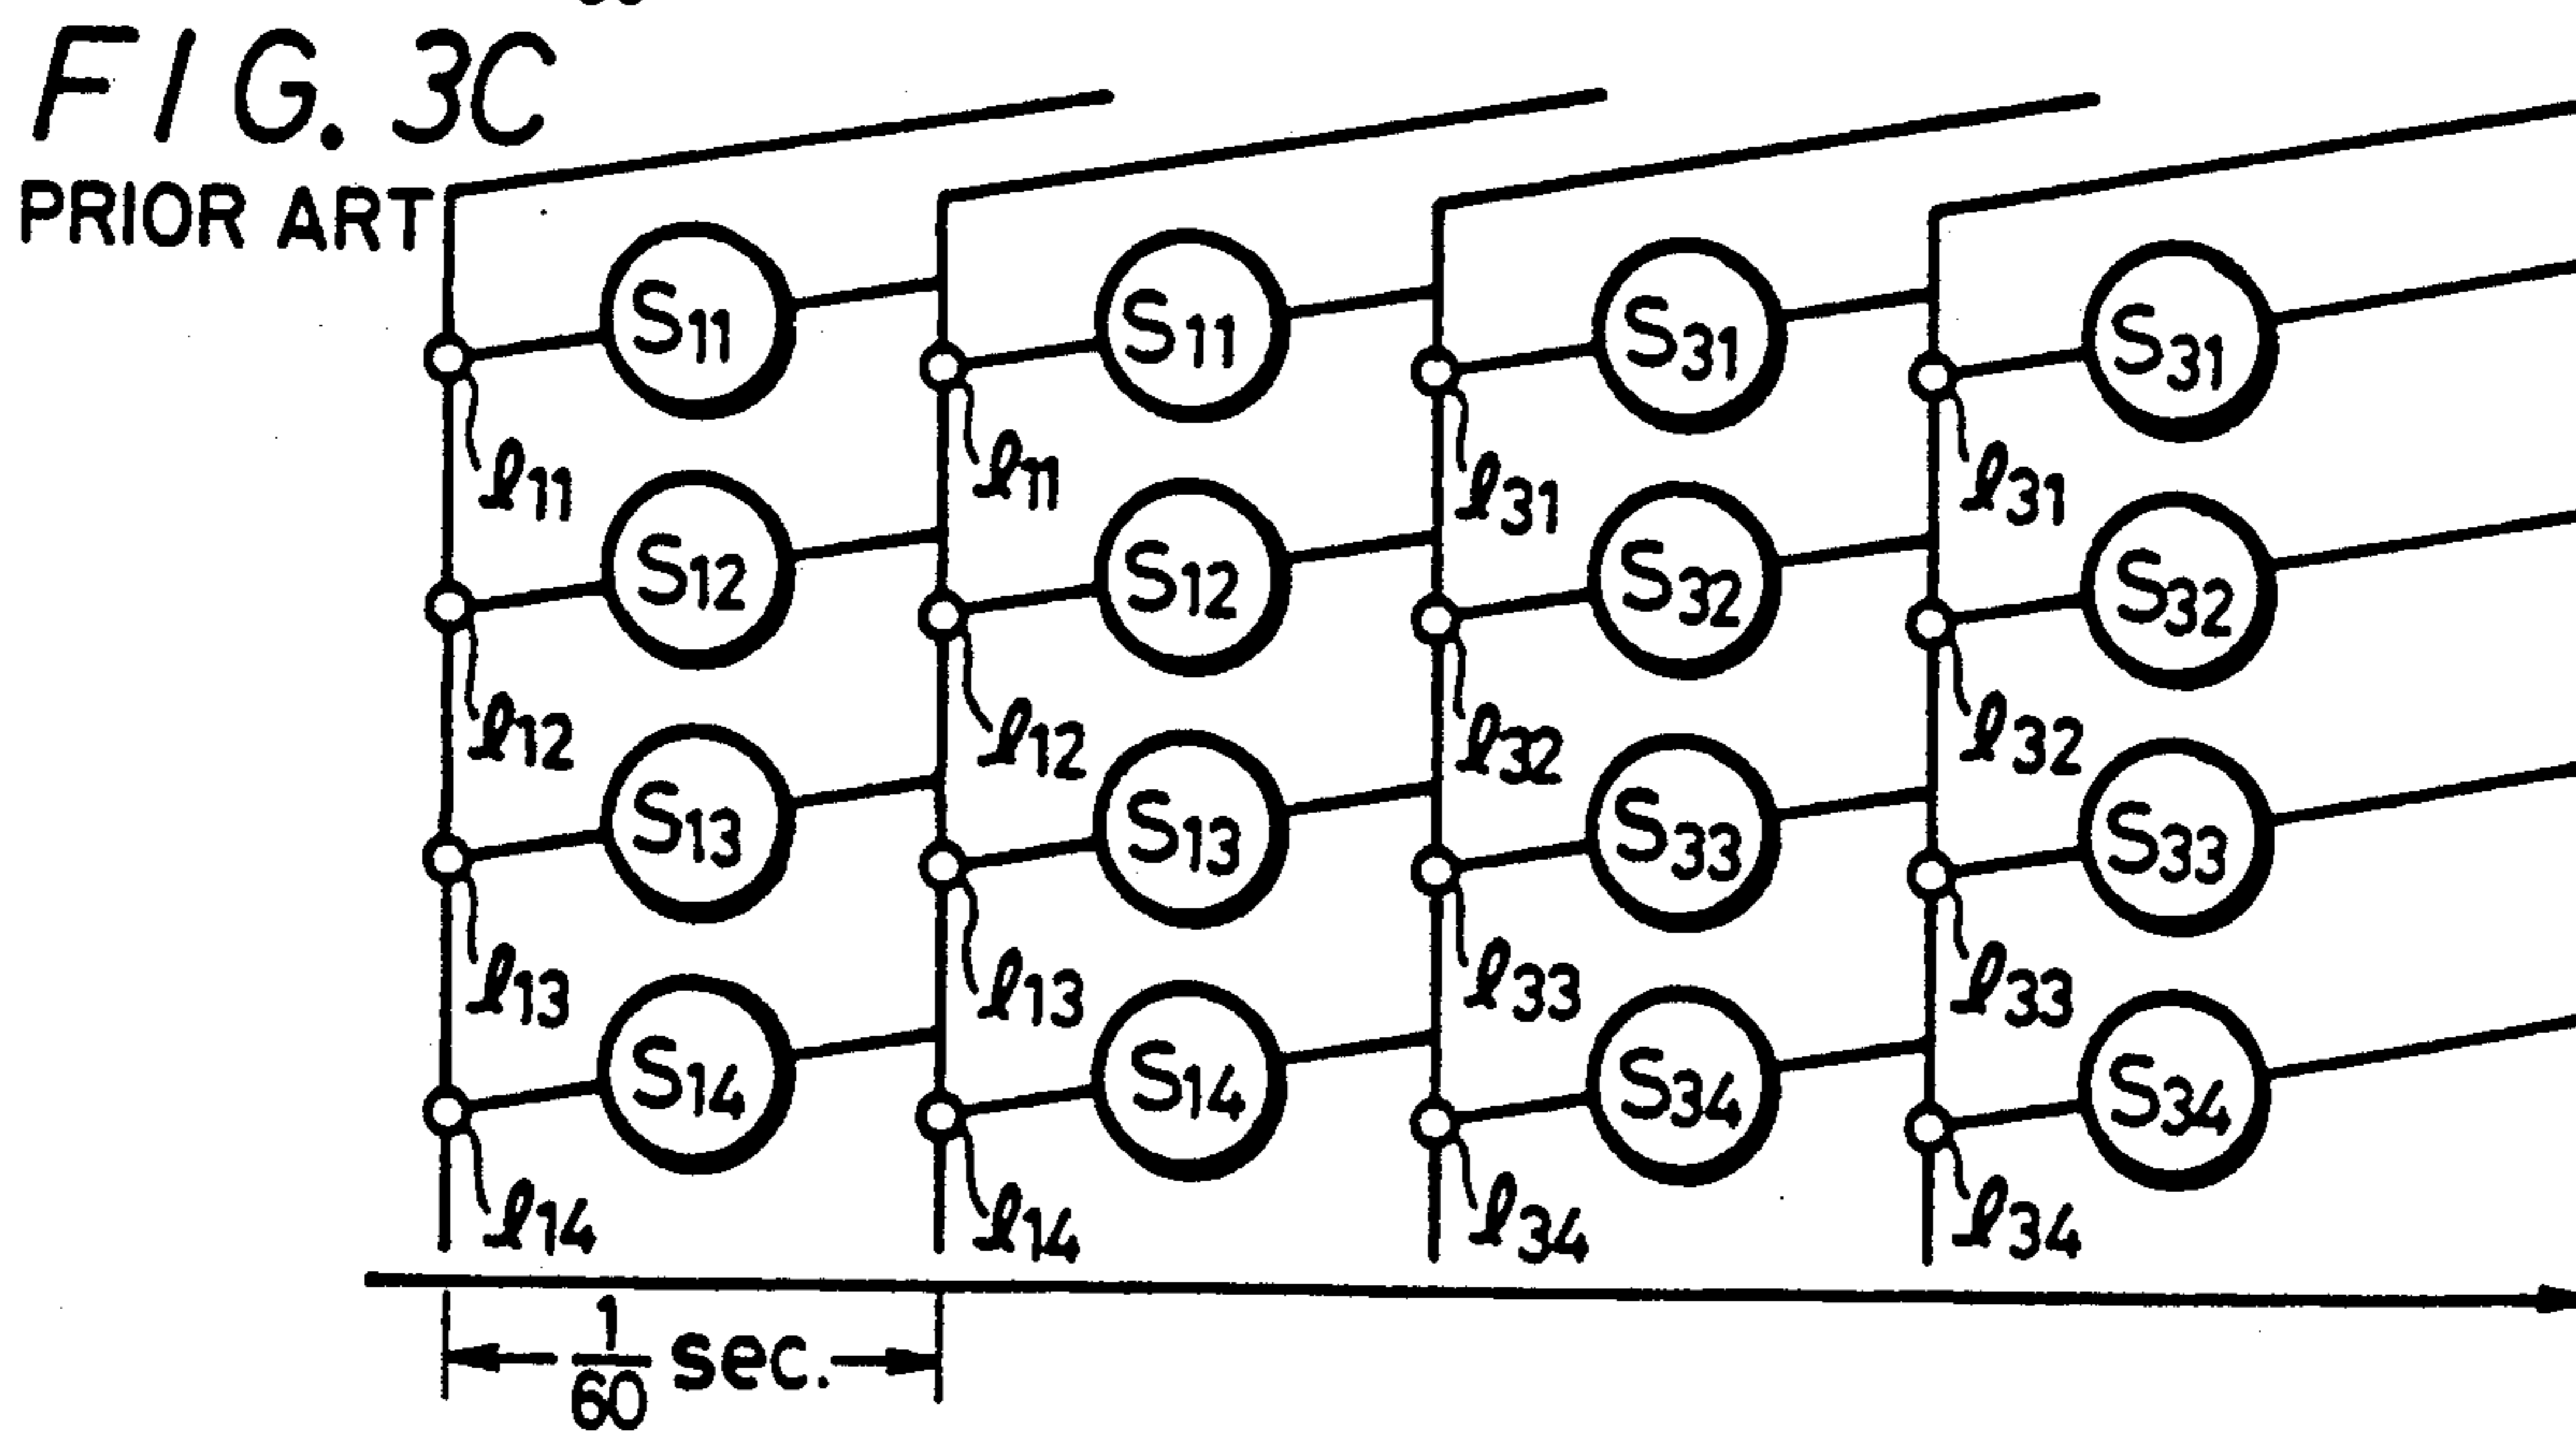 FIG. 3C
PRIOR ART
S11 S11 S31 S31
l11 l11 l31 l31
S12 S12 S32 S32
l12 l12 l32 l32
S13 S13 S33 S33
l13 l13 l33 l33
S14 S14 S34 S34
l14 l14 l34 l34
1/60 sec.